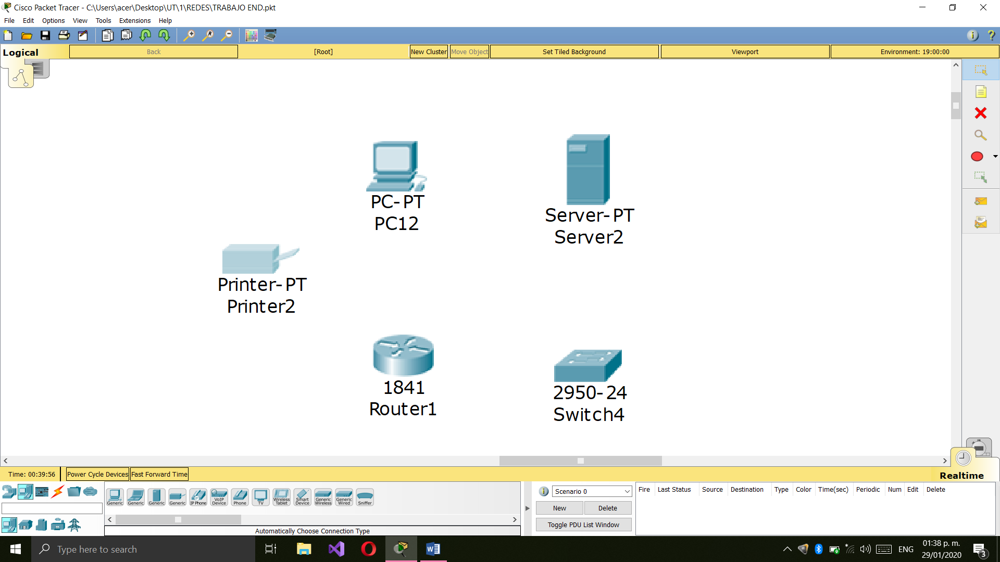 Cisco Packet Tracer - C:\Users\acer\Desktop\UT\1\REDES\TRABAJO END.pkt
File Edit Options View Tools Extensions Help
Logical Back [Root] New Cluster Move Object Set Tiled Background Viewport Environment: 19:00:00
PC-PT
PC12
Server-PT
Server2
Printer-PT
Printer2
1841
Router1
2950-24
Switch4
Time: 00:39:56 Power Cycle Devices Fast Forward Time
Realtime
Generic Generic Generic Generic IP Phone VoIP Device Phone TV Wireless Tablet Smart Device Generic Wireless Generic Wired Sniffer
Automatically Choose Connection Type
Scenario 0
New Delete
Toggle PDU List Window
Fire Last Status Source Destination Type Color Time(sec) Periodic Num Edit Delete
Type here to search
ENG
01:38 p. m.
29/01/2020
3